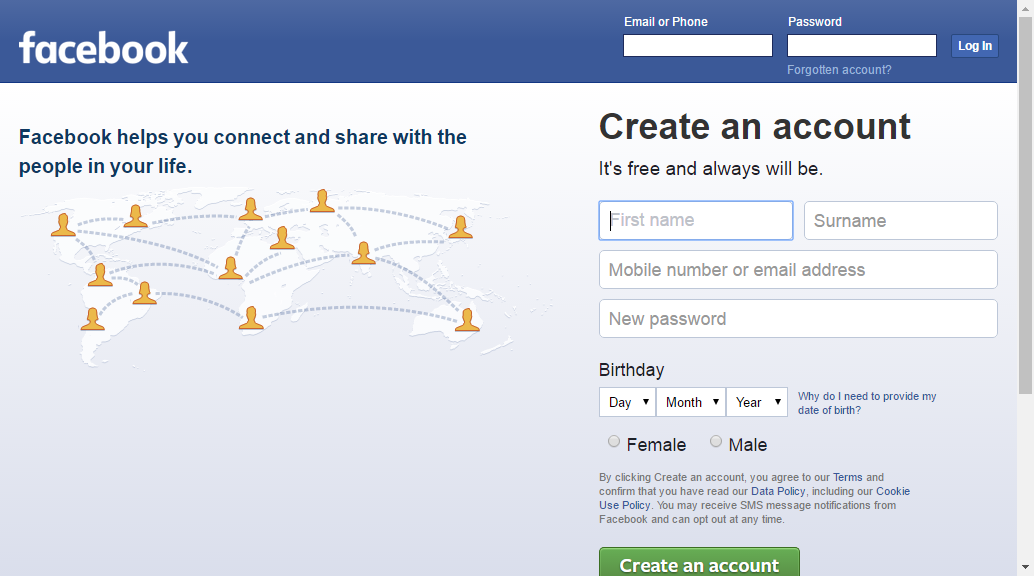 facebook
Email or Phone
Password
Log In
Forgotten account?
Facebook helps you connect and share with the
people in your life.
Create an account
It's free and always will be.
First name
Surname
Mobile number or email address
New password
Birthday
Day
Month
Year
Why do I need to provide my
date of birth?
Female
Male
By clicking Create an account, you agree to our Terms and
confirm that you have read our Data Policy, including our Cookie
Use Policy. You may receive SMS message notifications from
Facebook and can opt out at any time.
Create an account